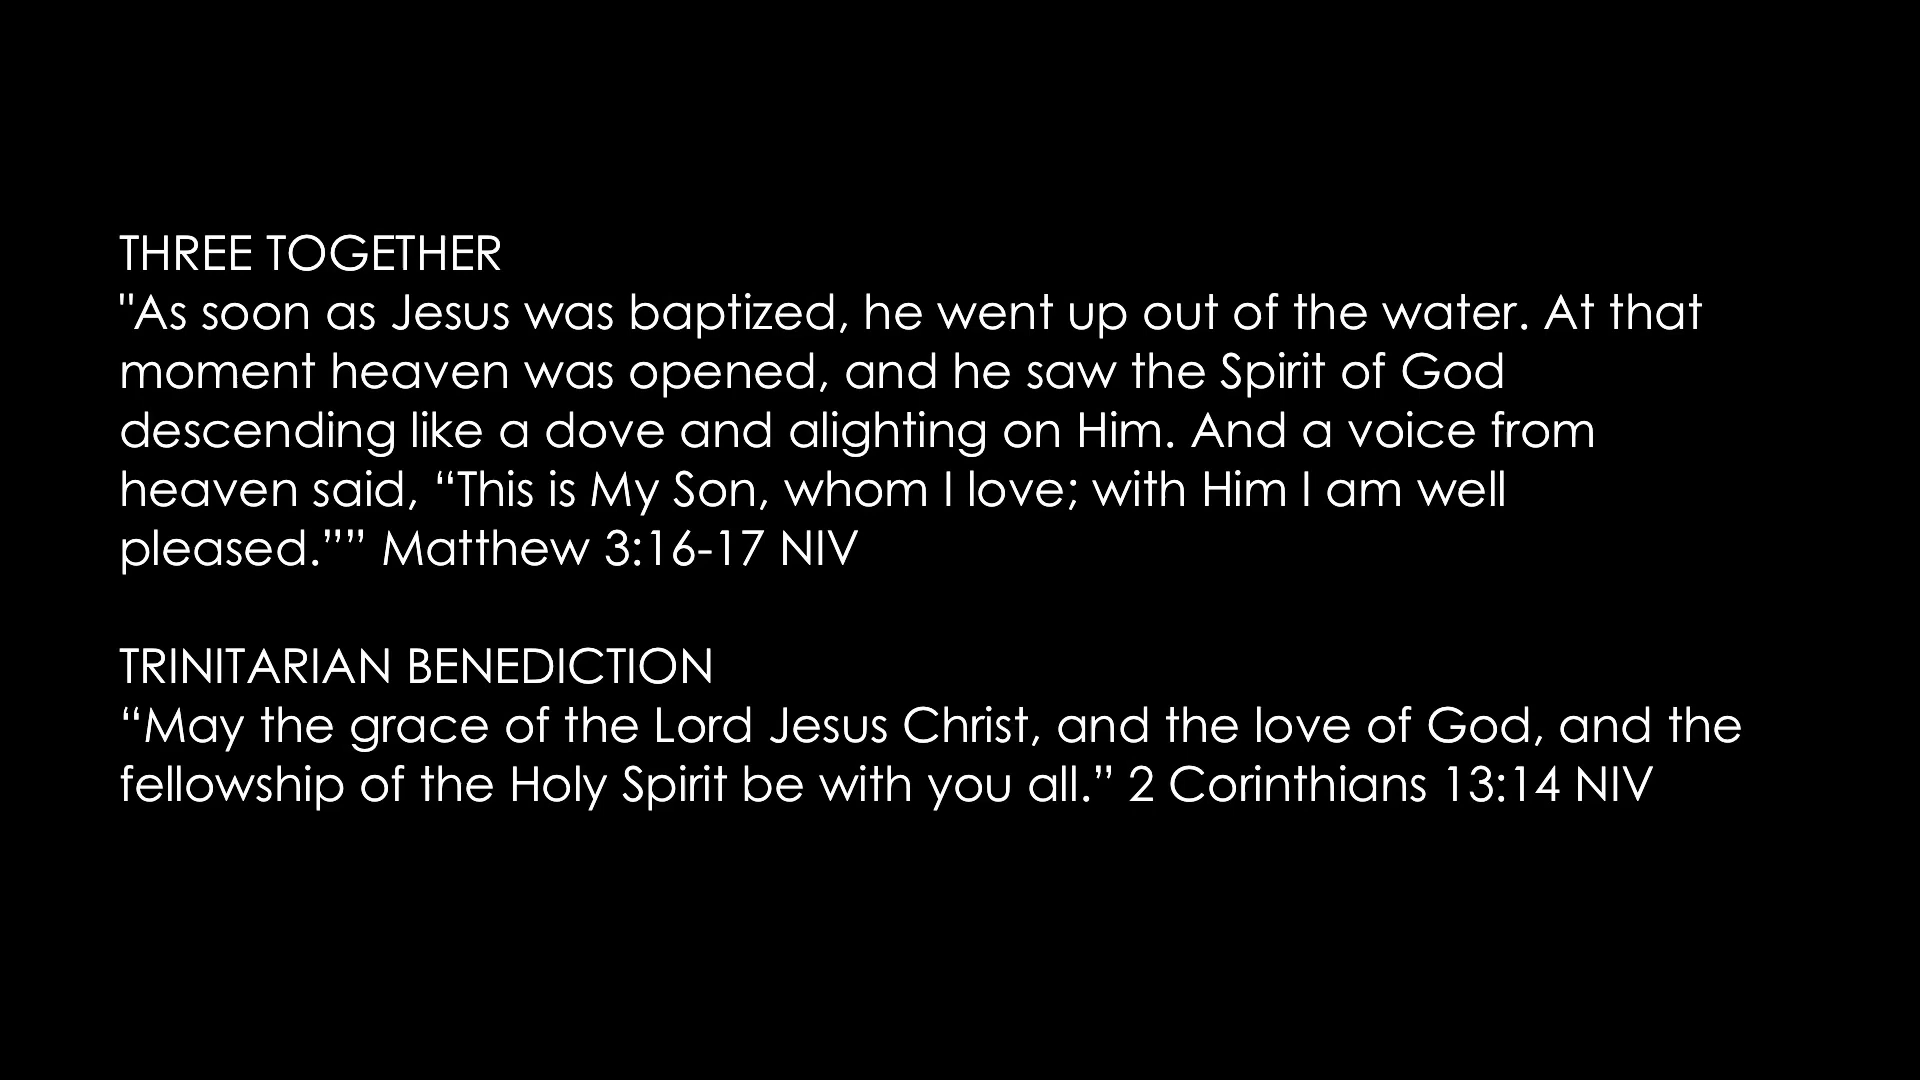 THREE TOGETHER
"As soon as Jesus was baptized, he went up out of the water. At that
moment heaven was opened, and he saw the Spirit of God
descending like a dove and alighting on Him. And a voice from
heaven said, “This is My Son, whom I love; with Him I am well
pleased.”” Matthew 3:16-17 NIV
TRINITARIAN BENEDICTION
“May the grace of the Lord Jesus Christ, and the love of God, and the
fellowship of the Holy Spirit be with you all.” 2 Corinthians 13:14 NIV